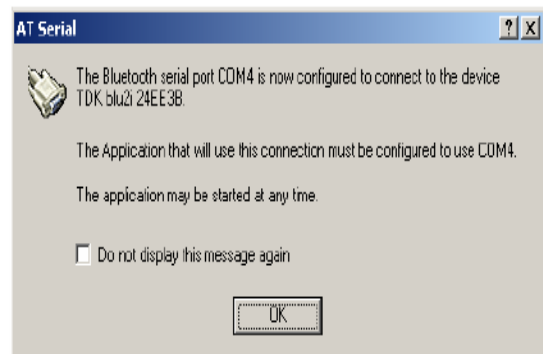 AT Serial
The Bluetooth serial port COM4 is now configured to connect to the device
TDK blu2i 24EE3B.
The Application that will use this connection must be configured to use COM4.
The application may be started at any time.
Do not display this message again
OK